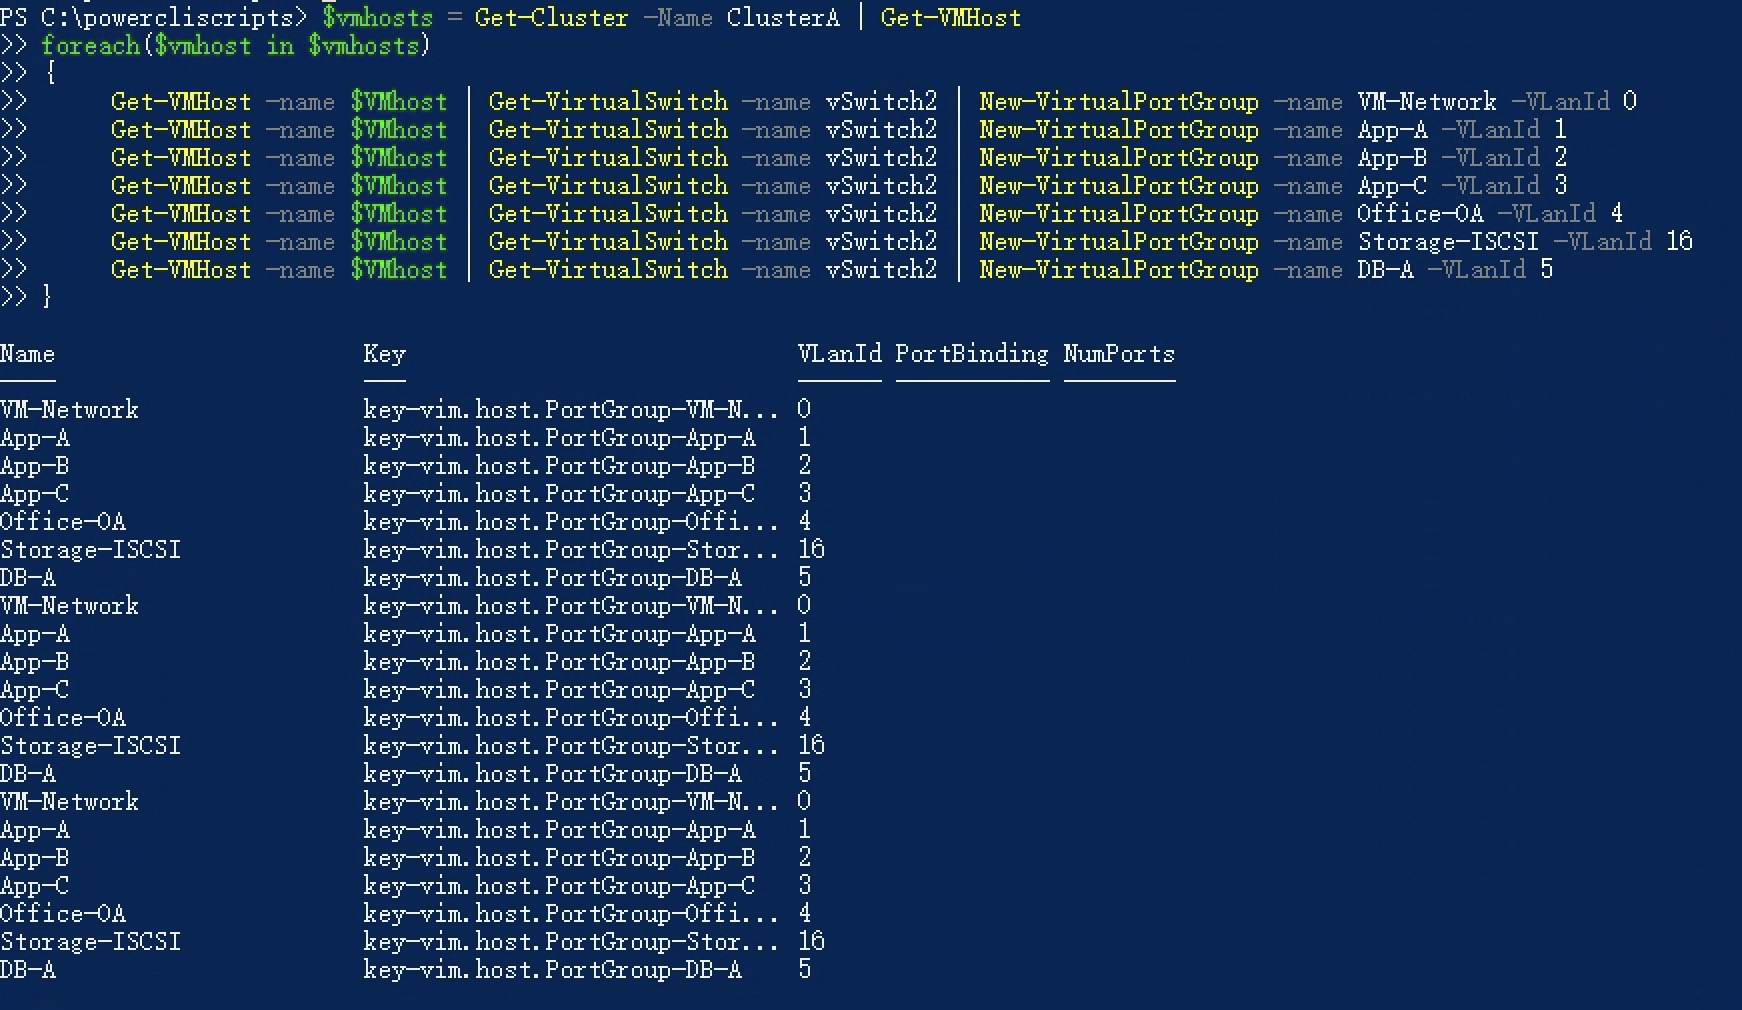 PS C:\powercliscripts> $vmhosts = Get-Cluster -Name ClusterA | Get-VMHost
>> foreach($vmhost in $vmhosts)
>> {
>>     Get-VMHost -name $VMhost | Get-VirtualSwitch -name vSwitch2 | New-VirtualPortGroup -name VM-Network -VLanId 0
>>     Get-VMHost -name $VMhost | Get-VirtualSwitch -name vSwitch2 | New-VirtualPortGroup -name App-A -VLanId 1
>>     Get-VMHost -name $VMhost | Get-VirtualSwitch -name vSwitch2 | New-VirtualPortGroup -name App-B -VLanId 2
>>     Get-VMHost -name $VMhost | Get-VirtualSwitch -name vSwitch2 | New-VirtualPortGroup -name App-C -VLanId 3
>>     Get-VMHost -name $VMhost | Get-VirtualSwitch -name vSwitch2 | New-VirtualPortGroup -name Office-OA -VLanId 4
>>     Get-VMHost -name $VMhost | Get-VirtualSwitch -name vSwitch2 | New-VirtualPortGroup -name Storage-ISCSI -VLanId 16
>>     Get-VMHost -name $VMhost | Get-VirtualSwitch -name vSwitch2 | New-VirtualPortGroup -name DB-A -VLanId 5
>> }
Name Key VLanId PortBinding NumPorts
VM-Network key-vim.host.PortGroup-VM-N... 0
App-A key-vim.host.PortGroup-App-A 1
App-B key-vim.host.PortGroup-App-B 2
App-C key-vim.host.PortGroup-App-C 3
Office-OA key-vim.host.PortGroup-Offi... 4
Storage-ISCSI key-vim.host.PortGroup-Stor... 16
DB-A key-vim.host.PortGroup-DB-A 5
VM-Network key-vim.host.PortGroup-VM-N... 0
App-A key-vim.host.PortGroup-App-A 1
App-B key-vim.host.PortGroup-App-B 2
App-C key-vim.host.PortGroup-App-C 3
Office-OA key-vim.host.PortGroup-Offi... 4
Storage-ISCSI key-vim.host.PortGroup-Stor... 16
DB-A key-vim.host.PortGroup-DB-A 5
VM-Network key-vim.host.PortGroup-VM-N... 0
App-A key-vim.host.PortGroup-App-A 1
App-B key-vim.host.PortGroup-App-B 2
App-C key-vim.host.PortGroup-App-C 3
Office-OA key-vim.host.PortGroup-Offi... 4
Storage-ISCSI key-vim.host.PortGroup-Stor... 16
DB-A key-vim.host.PortGroup-DB-A 5